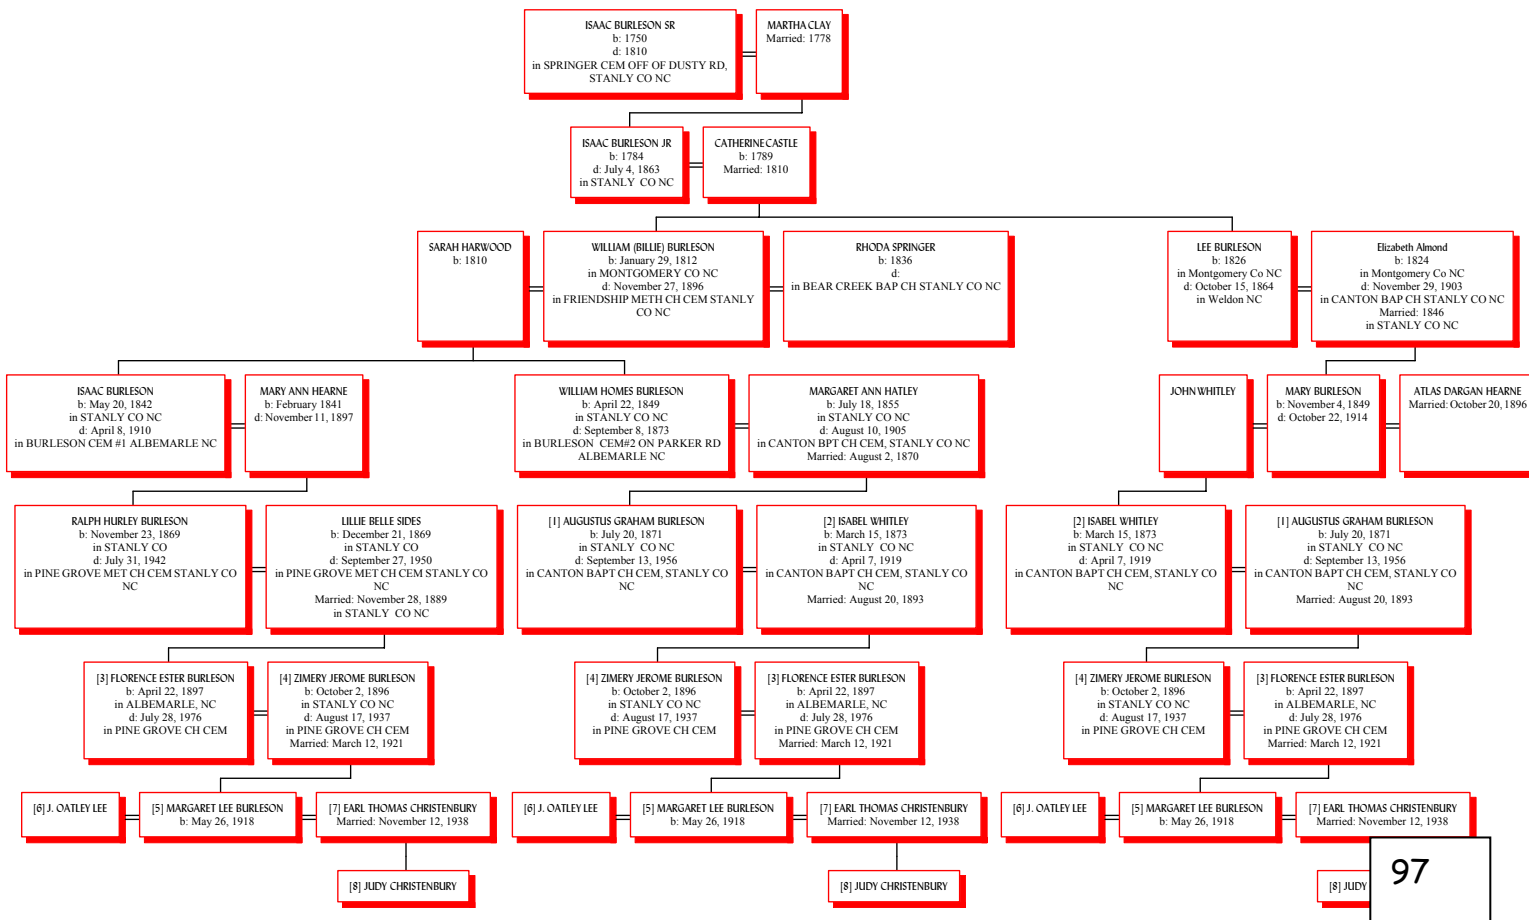 ISAAC BURLESON SR
b: 1750
d: 1810
in SPRINGER CEM OFF OF DUSTY RD,
STANLY CO NC
MARTHA CLAY
Married: 1778
ISAAC BURLESON JR
b: 1784
d: July 4, 1863
in STANLY CO NC
CATHERINE CASTLE
b: 1789
Married: 1810
SARAH HARWOOD
b: 1810
WILLIAM (BILLIE) BURLESON
b: January 29, 1812
in MONTGOMERY CO NC
d: November 27, 1896
in FRIENDSHIP METH CH CEM STANLY
CO NC
RHODA SPRINGER
b: 1836
d:
in BEAR CREEK BAP CH STANLY CO NC
LEE BURLESON
b: 1826
in Montgomery Co NC
d: October 15, 1864
in Weldon NC
Elizabeth Almond
b: 1824
in Montgomery Co NC
d: November 29, 1903
in CANTON BAP CH STANLY CO NC
Married: 1846
in STANLY CO NC
ISAAC BURLESON
b: May 20, 1842
in STANLY CO NC
d: April 8, 1910
in BURLESON CEM #1 ALBEMARLE NC
MARY ANN HEARNE
b: February 1841
d: November 11, 1897
WILLIAM HOMES BURLESON
b: April 22, 1849
in STANLY CO NC
d: September 8, 1873
in BURLESON CEM#2 ON PARKER RD
ALBEMARLE NC
MARGARET ANN HATLEY
b: July 18, 1855
in STANLY CO NC
d: August 10, 1905
in CANTON BPT CH CEM, STANLY CO NC
Married: August 2, 1870
JOHN WHITLEY
MARY BURLESON
b: November 4, 1849
d: October 22, 1914
ATLAS DARGAN HEARNE
Married: October 20, 1896
RALPH HURLEY BURLESON
b: November 23, 1869
in STANLY CO
d: July 31, 1942
in PINE GROVE MET CH CEM STANLY CO
NC
LILLIE BELLE SIDES
b: December 21, 1869
in STANLY CO
d: September 27, 1950
in PINE GROVE MET CH CEM STANLY CO
NC
Married: November 28, 1889
in STANLY CO NC
[1] AUGUSTUS GRAHAM BURLESON
b: July 20, 1871
in STANLY CO NC
d: September 13, 1956
in CANTON BAPT CH CEM, STANLY CO
NC
[2] ISABEL WHITLEY
b: March 15, 1873
in STANLY CO NC
d: April 7, 1919
in CANTON BAPT CH CEM, STANLY CO
NC
Married: August 20, 1893
[2] ISABEL WHITLEY
b: March 15, 1873
in STANLY CO NC
d: April 7, 1919
in CANTON BAPT CH CEM, STANLY CO
NC
[1] AUGUSTUS GRAHAM BURLESON
b: July 20, 1871
in STANLY CO NC
d: September 13, 1956
in CANTON BAPT CH CEM, STANLY CO
NC
Married: August 20, 1893
[3] FLORENCE ESTER BURLESON
b: April 22, 1897
in ALBEMARLE, NC
d: July 28, 1976
in PINE GROVE CH CEM
[4] ZIMERY JEROME BURLESON
b: October 2, 1896
in STANLY CO NC
d: August 17, 1937
in PINE GROVE CH CEM
Married: March 12, 1921
[4] ZIMERY JEROME BURLESON
b: October 2, 1896
in STANLY CO NC
d: August 17, 1937
in PINE GROVE CH CEM
[3] FLORENCE ESTER BURLESON
b: April 22, 1897
in ALBEMARLE, NC
d: July 28, 1976
in PINE GROVE CH CEM
Married: March 12, 1921
[4] ZIMERY JEROME BURLESON
b: October 2, 1896
in STANLY CO NC
d: August 17, 1937
in PINE GROVE CH CEM
[3] FLORENCE ESTER BURLESON
b: April 22, 1897
in ALBEMARLE, NC
d: July 28, 1976
in PINE GROVE CH CEM
Married: March 12, 1921
[6] J. OATLEY LEE
[5] MARGARET LEE BURLESON
b: May 26, 1918
[7] EARL THOMAS CHRISTENBURY
Married: November 12, 1938
[6] J. OATLEY LEE
[5] MARGARET LEE BURLESON
b: May 26, 1918
[7] EARL THOMAS CHRISTENBURY
Married: November 12, 1938
[6] J. OATLEY LEE
[5] MARGARET LEE BURLESON
b: May 26, 1918
[7] EARL THOMAS CHRISTENBURY
Married: November 12, 1938
[8] JUDY CHRISTENBURY
[8] JUDY CHRISTENBURY
[8] JUDY
97